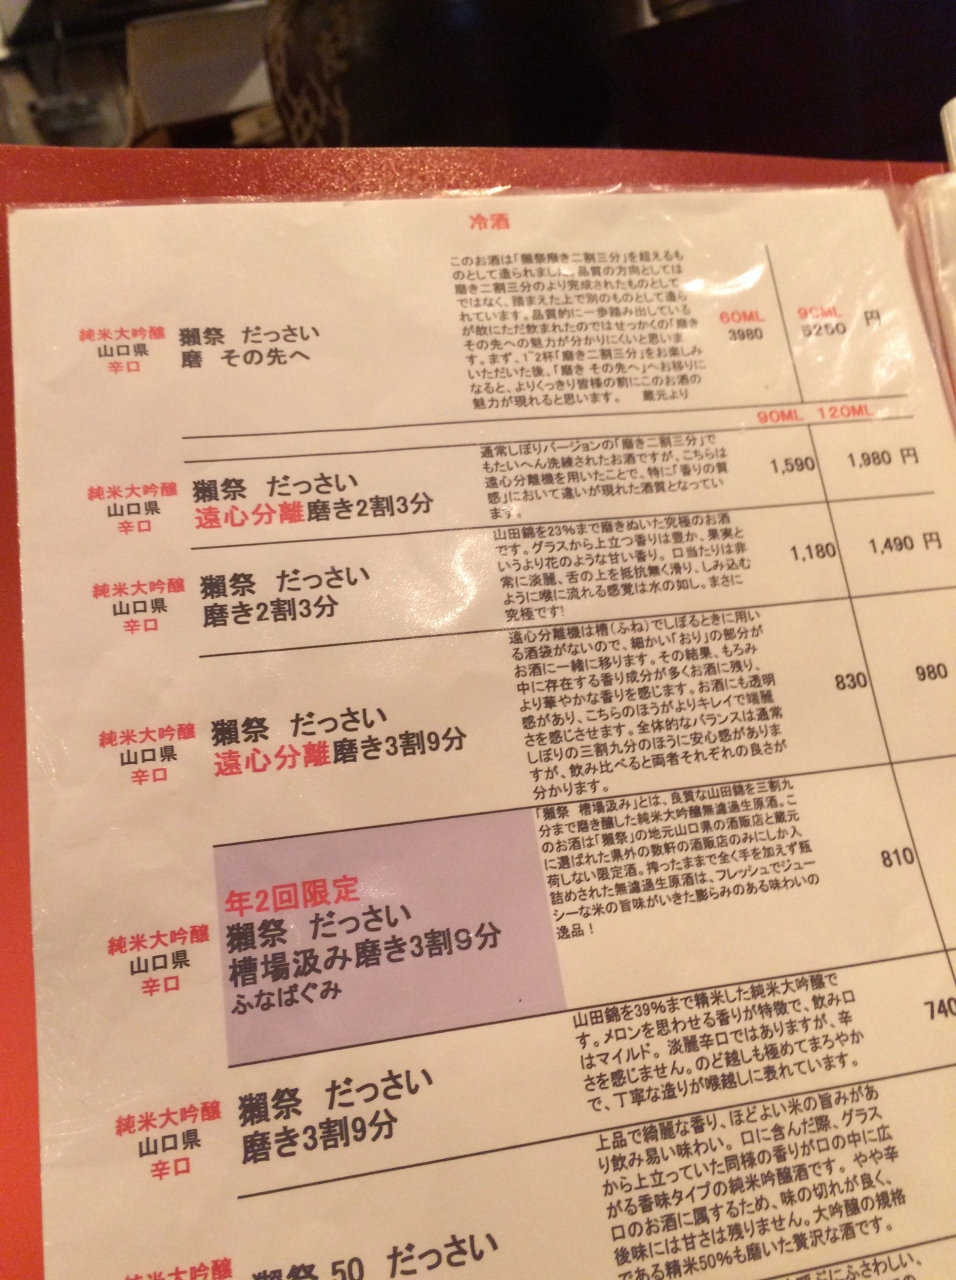 冷酒
純米大吟醸
山口県
辛口
獺祭 だっさい
磨 その先へ
このお酒は「獺祭磨き二割三分」を超えるも
のとして造られました。品質の方向としては
磨き二割三分のより完成されたものとして
ではなく、踏まえた上で別のものとして造ら
れています。品質的に一歩踏み出している
が故にただ飲まれたのではせっかくの「磨き
その先への魅力が分かりにくいと思いま
す。まず、1~2杯「磨き二割三分」をお楽しみ
いただいた後、「磨き その先へ」へお移りに
なると、よりくっきり皆様の前にこのお酒の
魅力が現れると思います。 蔵元より
60ML
3980
90ML
5250 円
90ML 120ML
純米大吟醸
山口県
辛口
獺祭 だっさい
遠心分離磨き2割3分
通常しぼりバージョンの「磨き二割三分」で
もたいへん洗練されたお酒ですが、こちらは
遠心分離機を用いたことで、特に「香りの質
感」において違いが現れた酒質となってい
ます。
1,590 1,980 円
純米大吟醸
山口県
辛口
獺祭 だっさい
磨き2割3分
山田錦を23%まで磨きぬいた究極のお酒
です。グラスから上立つ香りは豊か、果実と
いうより花のような甘い香り。口当たりは非
常に淡麗、舌の上を抵抗無く滑り、しみ込む
ように喉に流れる感覚は水の如し。まさに
究極です!
1,180 1,490 円
純米大吟醸
山口県
辛口
獺祭 だっさい
遠心分離磨き3割9分
遠心分離機は槽(ふね)でしぼるときに用い
る酒袋がないので、細かい「おり」の部分が
お酒に一緒に移ります。その結果、もろみ
中に存在する香り成分が多くお酒に残り、
より華やかな香りを感じます。お酒にも透明
感があり、こちらのほうがよりキレイで端麗
さを感じさせます。全体的なバランスは通常
しぼりの三割九分のほうに安心感がありま
すが、飲み比べると両者それぞれの良さが
分かります。
830 980
純米大吟醸
山口県
辛口
年2回限定
獺祭 だっさい
槽場汲み磨き3割9分
ふなばぐみ
「獺祭 槽場汲み」とは、良質な山田錦を三割九
分まで磨き醸した純米大吟醸無濾過生原酒。こ
のお酒は「獺祭」の地元山口県の酒販店と蔵元
に選ばれた県外の数軒の酒販店のみにしか入
荷しない限定酒。搾ったままで全く手を加えず瓶
詰めされた無濾過生原酒は、フレッシュでジュー
シーな米の旨味がいきた膨らみのある味わいの
逸品！
810
純米大吟醸
山口県
辛口
獺祭 だっさい
磨き3割9分
山田錦を39%まで精米した純米大吟醸で
す。メロンを思わせる香りが特徴で、飲み口
はマイルド。淡麗辛口ではありますが、辛
さを感じません。のど越しも極めてまろやか
で、丁寧な造りが喉越しに表れています。
740
純米大吟醸
獺祭 50 だっさい
上品で綺麗な香り、ほどよい米の旨みがあ
り飲み易い味わい。口に含んだ際、グラス
から上立っていた同様の香りが口の中に広
がる香味タイプの純米吟醸酒です。やや辛
口のお酒に属するため、味の切れが良く、
後味には甘さは残りません。大吟醸の規格
である精米50%も磨いた贅沢な酒です。
にふさわしい、